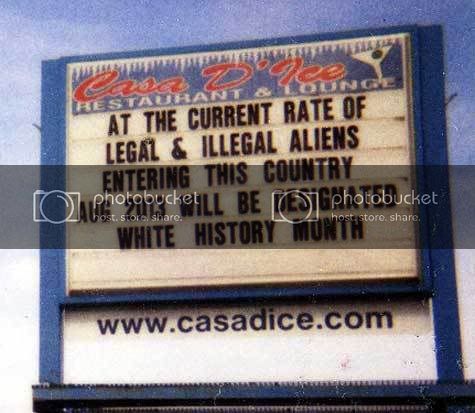 Casa D'Ice
RESTAURANT & LOUNGE
AT THE CURRENT RATE OF
LEGAL & ILLEGAL ALIENS
ENTERING THIS COUNTRY
photobucket photobucket
host. store. share. host. store. share.
WILL BE DESIGNATED
WHITE HISTORY MONTH
www.casadice.com